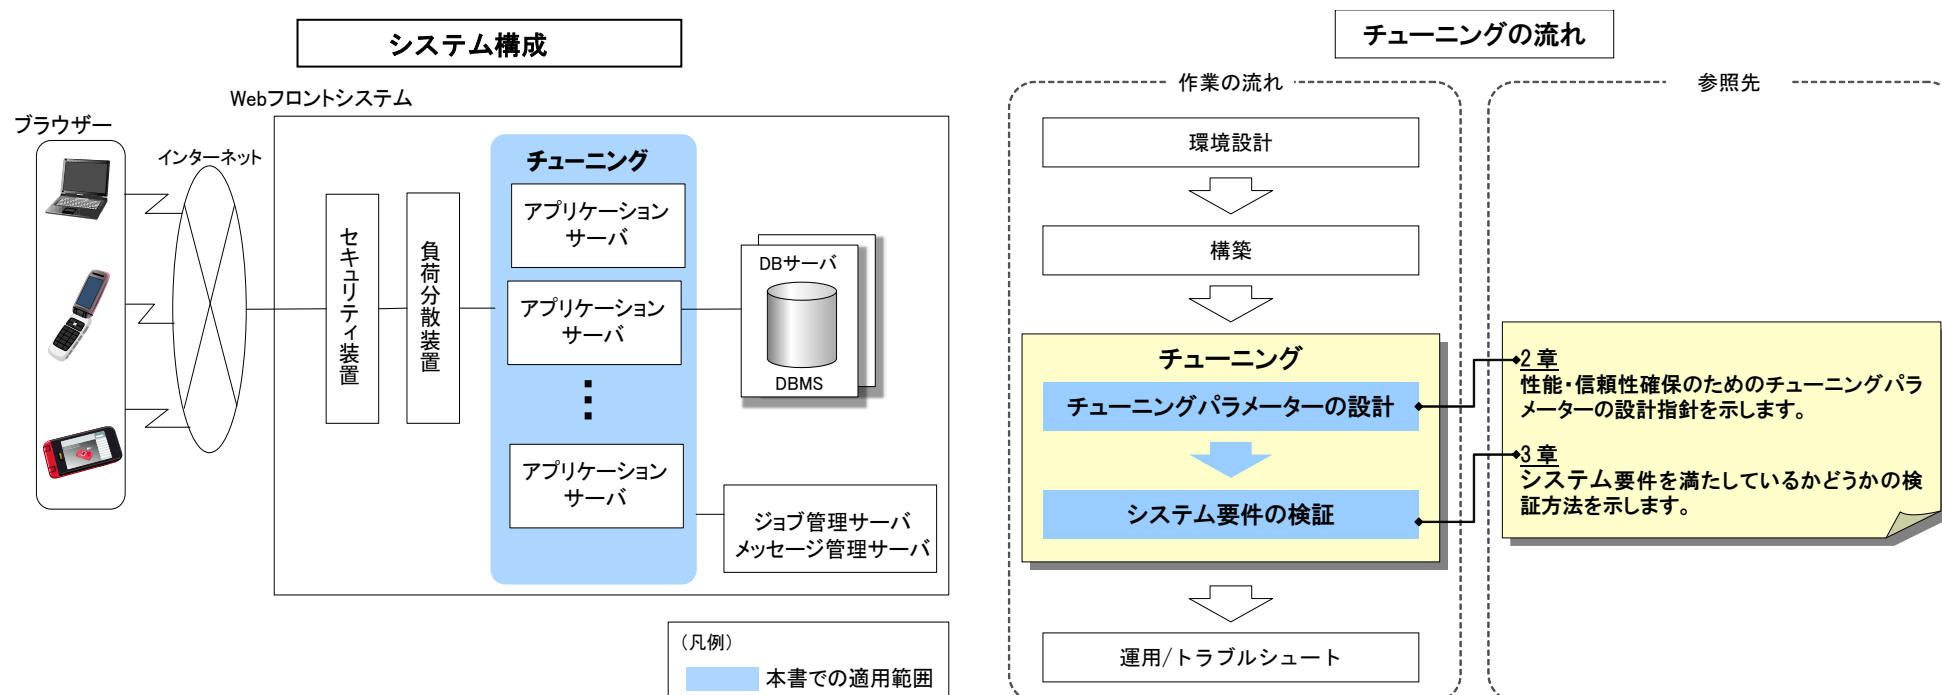 システム構成
Webフロントシステム
ブラウザー
インターネット
セキュリティ装置
負荷分散装置
チューニング
アプリケーション
サーバ
アプリケーション
サーバ
アプリケーション
サーバ
DBサーバ
DBMS
ジョブ管理サーバ
メッセージ管理サーバ
(凡例)
本書での適用範囲
チューニングの流れ
作業の流れ
環境設計
構築
チューニング
チューニングパラメーターの設計
システム要件の検証
運用/トラブルシュート
参照先
2章
性能・信頼性確保のためのチューニングパラ
メーターの設計指針を示します。
3章
システム要件を満たしているかどうかの検
証方法を示します。